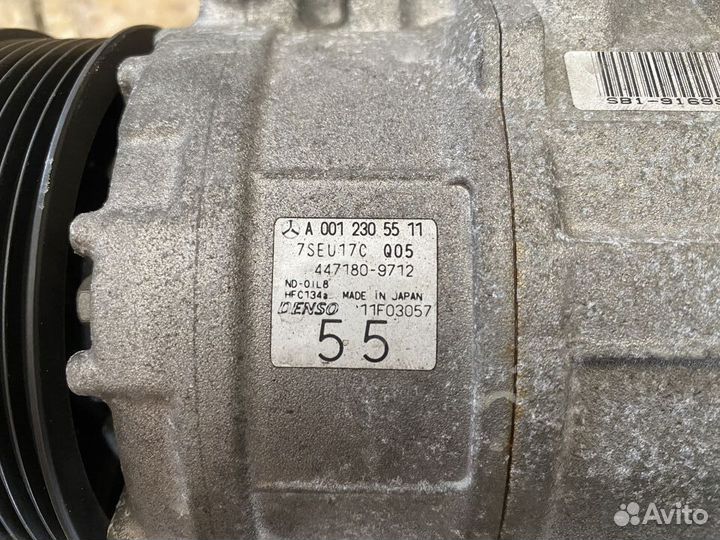 SB1-9169
A 001 230 55 11
7SEU17C Q05
447180-9712
ND-OIL8
HFC134a MADE IN JAPAN
DENSO 11F03057
55
Avito